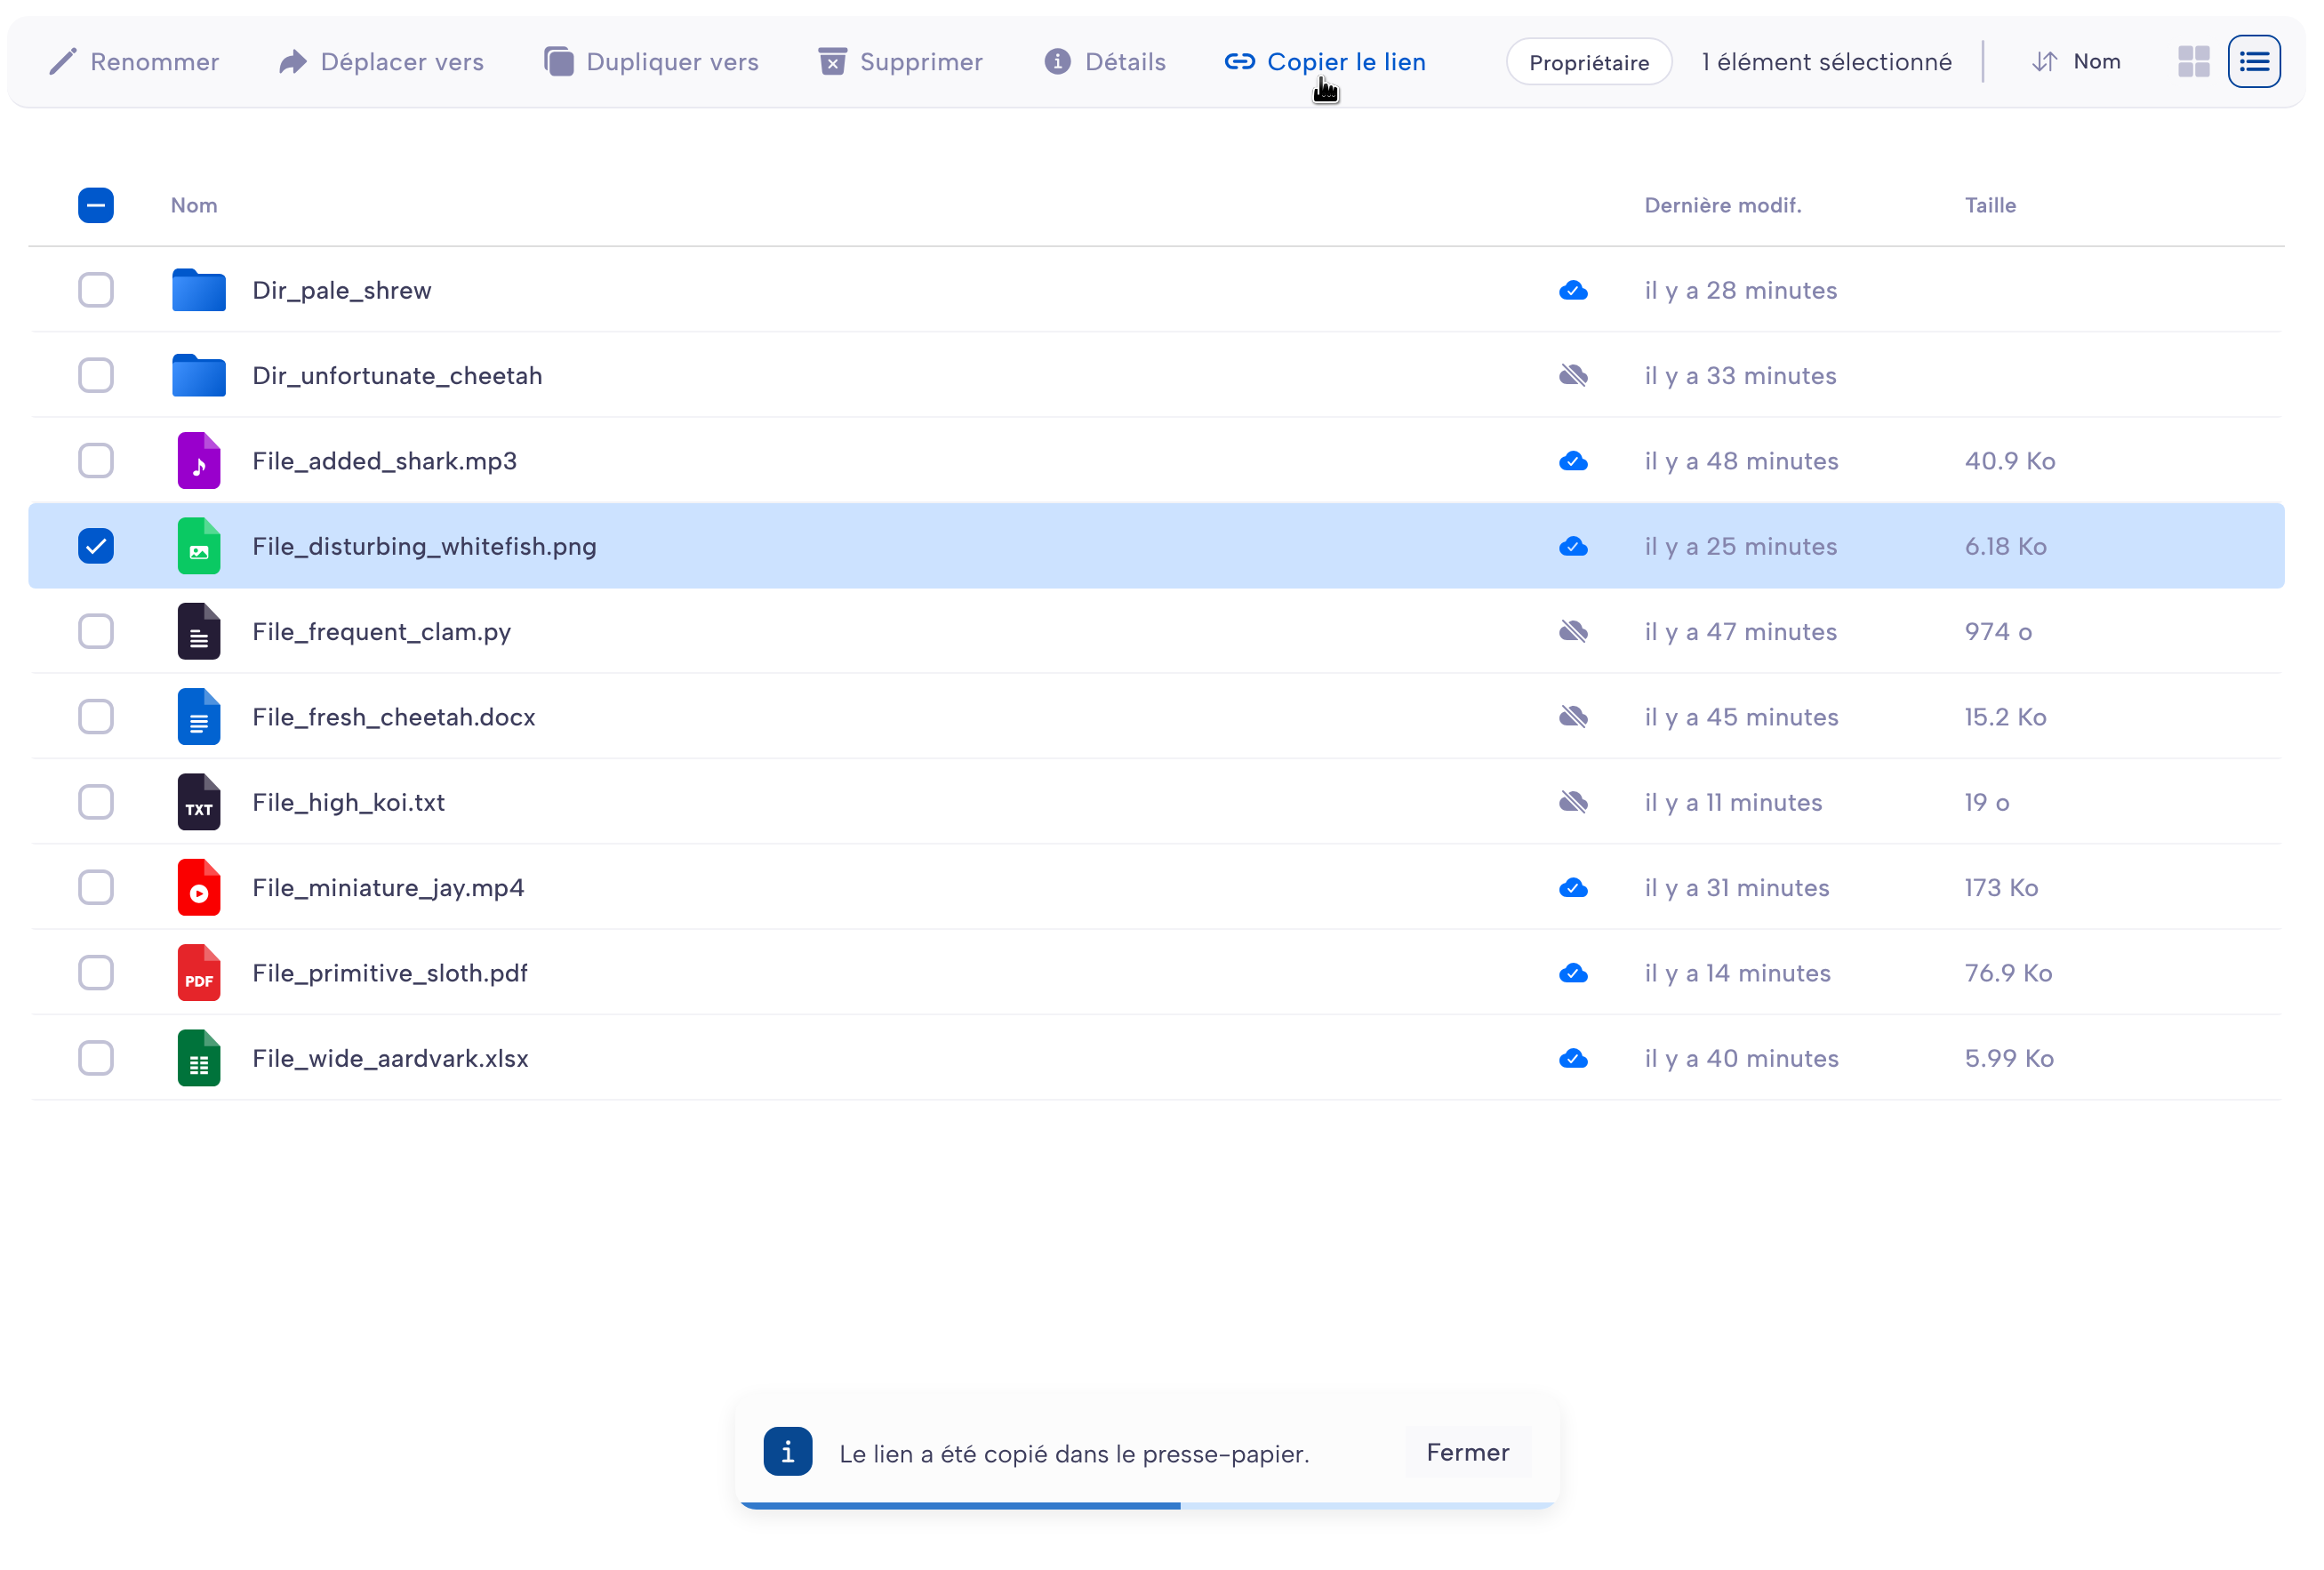 Renommer Déplacer vers Dupliquer vers Supprimer Détails Copier le lien Propriétaire 1 élément sélectionné Nom
Nom Dernière modif. Taille
Dir_pale_shrew il y a 28 minutes
Dir_unfortunate_cheetah il y a 33 minutes
File_added_shark.mp3 il y a 48 minutes 40.9 Ko
File_disturbing_whitefish.png il y a 25 minutes 6.18 Ko
File_frequent_clam.py il y a 47 minutes 974 o
File_fresh_cheetah.docx il y a 45 minutes 15.2 Ko
TXT File_high_koi.txt il y a 11 minutes 19 o
File_miniature_jay.mp4 il y a 31 minutes 173 Ko
PDF File_primitive_sloth.pdf il y a 14 minutes 76.9 Ko
File_wide_aardvark.xlsx il y a 40 minutes 5.99 Ko
Le lien a été copié dans le presse-papier. Fermer